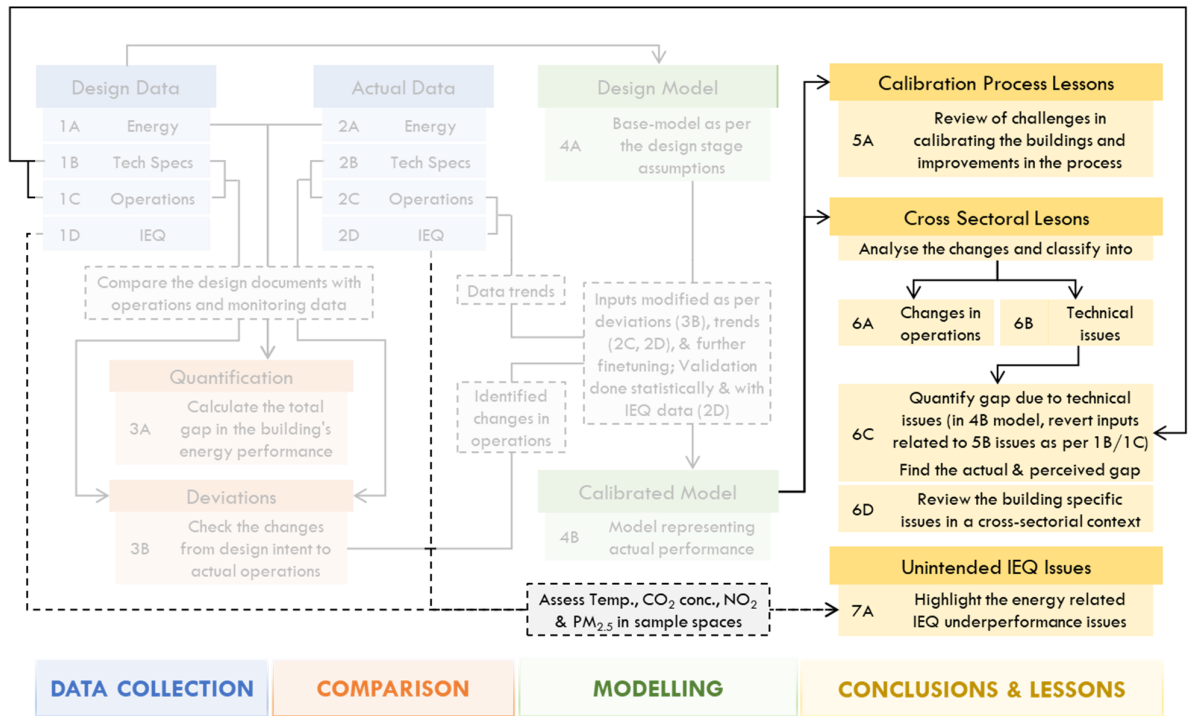 Design Data
1A Energy
1B Tech Specs
1C Operations
1D IEQ
Actual Data
2A Energy
2B Tech Specs
2C Operations
2D IEQ
Compare the design documents with
operations and monitoring data
Quantification
3A
Calculate the total
gap in the building's
energy performance
Deviations
3B
Check the changes
from design intent to
actual operations
Data trends
Identified
changes in
operations
Design Model
4A
Base-model as per
the design stage
assumptions
Inputs modified as per
deviations (3B), trends
(2C, 2D), & further
finetuning; Validation
done statistically & with
IEQ data (2D)
Calibrated Model
4B
Model representing
actual performance
Assess Temp., CO2 conc., NO2
& PM2.5 in sample spaces
Calibration Process Lessons
5A
Review of challenges in
calibrating the buildings and
improvements in the process
Cross Sectoral Lesons
Analyse the changes and classify into
6A
Changes in
operations
6B
Technical
issues
6C
Quantify gap due to technical
issues (in 4B model, revert inputs
related to 5B issues as per 1B/1C)
Find the actual & perceived gap
6D
Review the building specific
issues in a cross-sectorial context
Unintended IEQ Issues
7A
Highlight the energy related
IEQ underperformance issues
DATA COLLECTION
COMPARISON
MODELLING
CONCLUSIONS & LESSONS